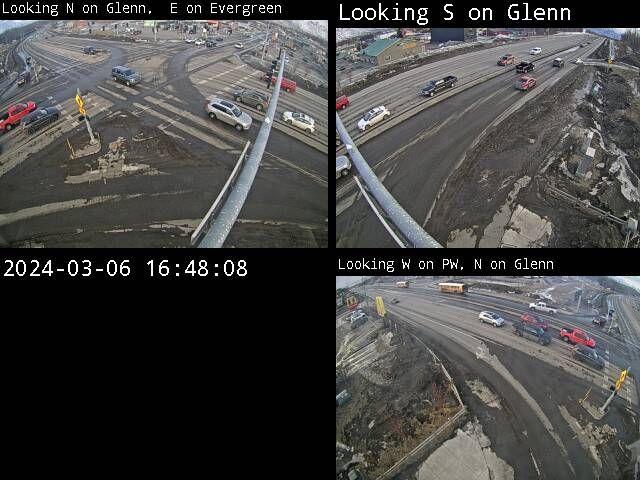 Looking N on Glenn, E on Evergreen
Looking S on Glenn
2024-03-06 16:48:08
Looking W on PW, N on Glenn